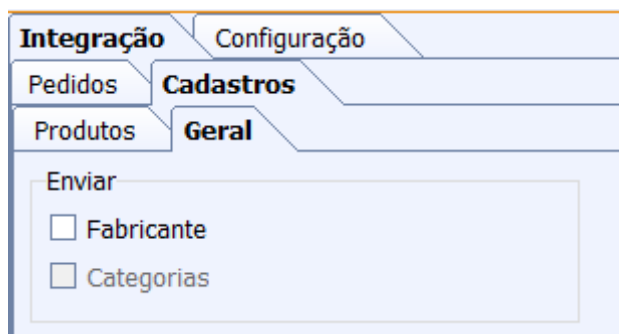 Integração Configuração
Pedidos Cadastros
Produtos Geral
Enviar
Fabricante
Categorias